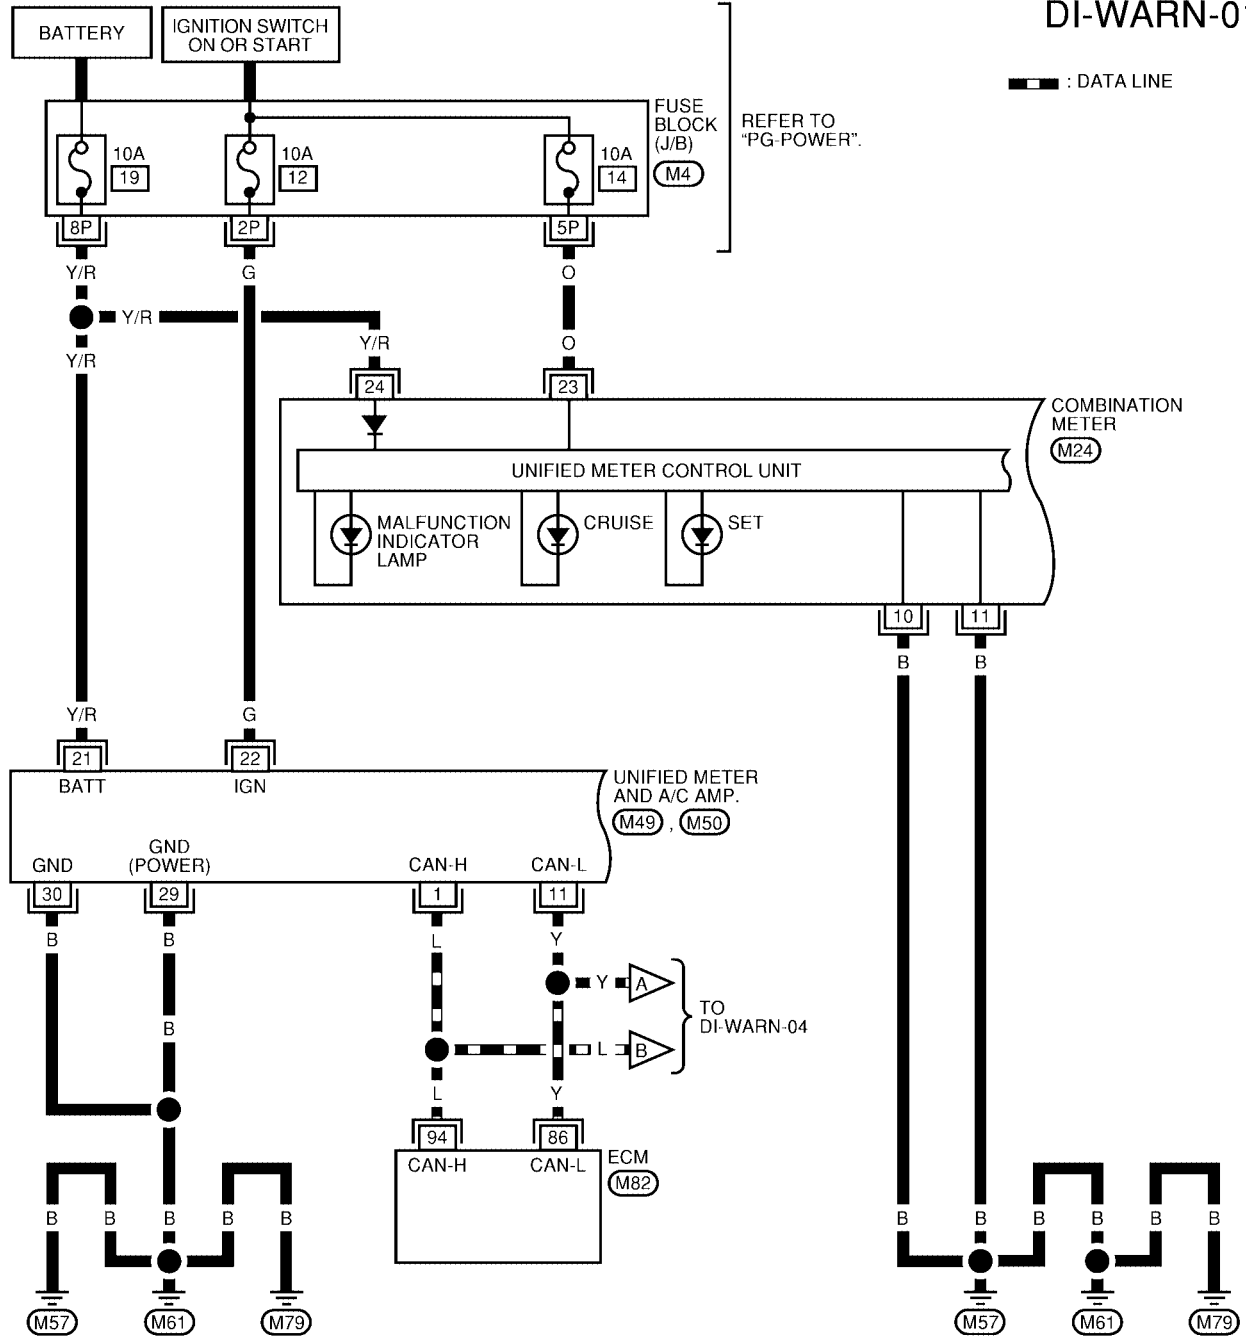 DI-WARN-01
BATTERY
IGNITION SWITCH
ON OR START
: DATA LINE
FUSE
BLOCK
(J/B)
M4
REFER TO
"PG-POWER".
10A
19
10A
12
10A
14
8P
2P
5P
Y/R
G
O
Y/R
Y/R
Y/R
O
24
23
COMBINATION
METER
M24
UNIFIED METER CONTROL UNIT
MALFUNCTION
INDICATOR
LAMP
CRUISE
SET
10
11
B
B
Y/R
G
21
22
BATT
IGN
UNIFIED METER
AND A/C AMP.
M49 , M50
GND
GND
(POWER)
CAN-H
CAN-L
30
29
1
11
B
B
L
Y
Y
A
B
L
B
TO
DI-WARN-04
L
Y
94
86
CAN-H
CAN-L
ECM
M82
B
B
B
B
B
B
B
B
B
B
B
M57
M61
M79
M57
M61
M79